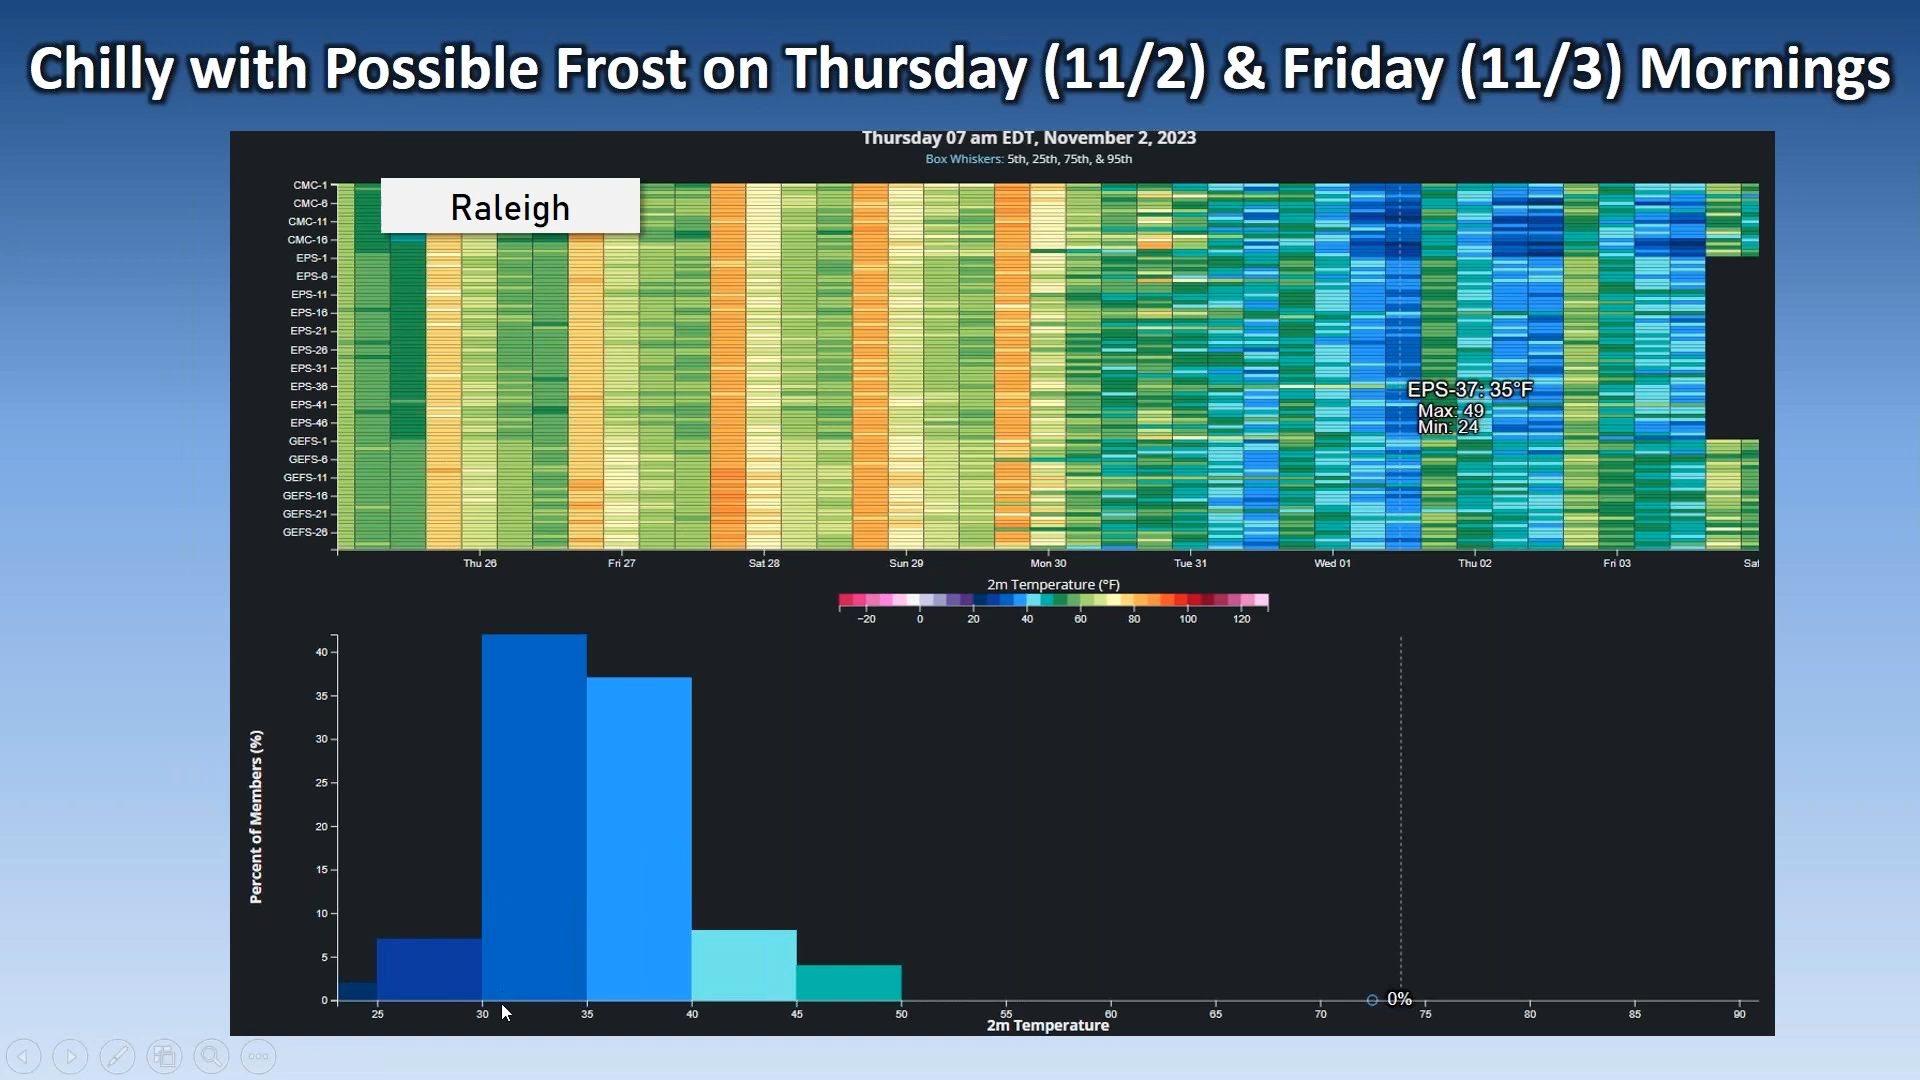 Chilly with Possible Frost on Thursday (11/2) & Friday (11/3) Mornings
Thursday 07 am EDT, November 2, 2023
Box Whiskers: 5th, 25th, 75th, & 95th
Raleigh
CMC-1
CMC-6
CMC-11
CMC-16
EPS-1
EPS-6
EPS-11
EPS-16
EPS-21
EPS-26
EPS-31
EPS-36
EPS-41
EPS-46
GEFS-1
GEFS-6
GEFS-11
GEFS-16
GEFS-21
GEFS-26
EPS-37: 35°F
Max: 49
Min: 24
Thu 26 Fri 27 Sat 28 Sun 29 Mon 30 Tue 31 Wed 01 Thu 02 Fri 03 Sat
2m Temperature (°F)
−20 0 20 40 60 80 100 120
Percent of Members (%)
40
35
30
25
20
15
10
5
0
0%
25 30 35 40 45 50 55 60 65 70 75 80 85 90
2m Temperature